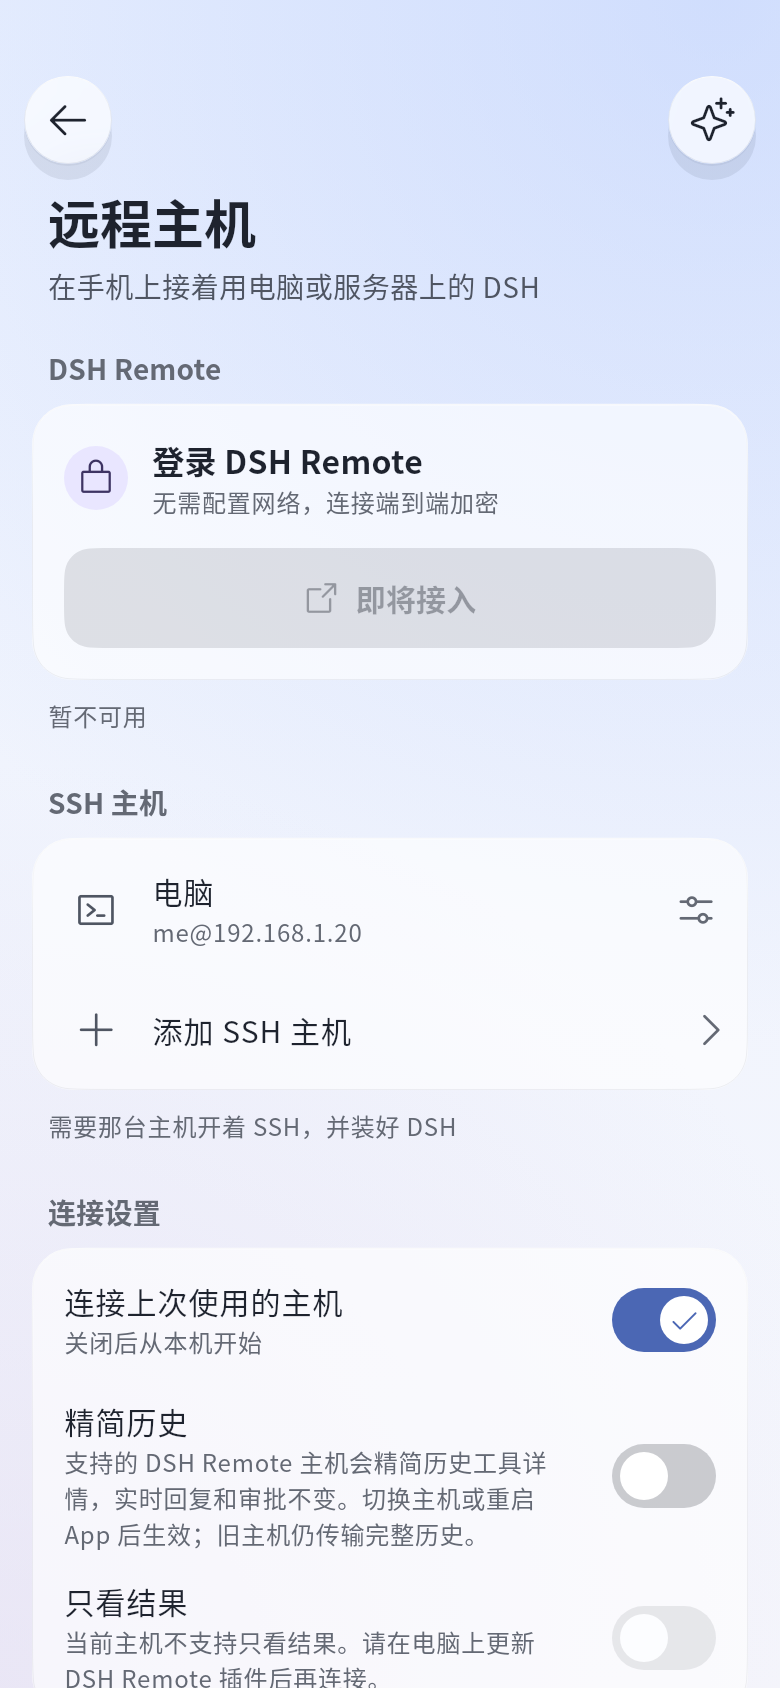 远程主机
在手机上接着用电脑或服务器上的 DSH
DSH Remote
登录 DSH Remote
无需配置网络，连接端到端加密
即将接入
暂不可用
SSH 主机
电脑
me@192.168.1.20
添加 SSH 主机
需要那台主机开着 SSH，并装好 DSH
连接设置
连接上次使用的主机
关闭后从本机开始
精简历史
支持的 DSH Remote 主机会精简历史工具详
情，实时回复和审批不变。切换主机或重启
App 后生效；旧主机仍传输完整历史。
只看结果
当前主机不支持只看结果。请在电脑上更新
DSH Remote 插件后再连接。